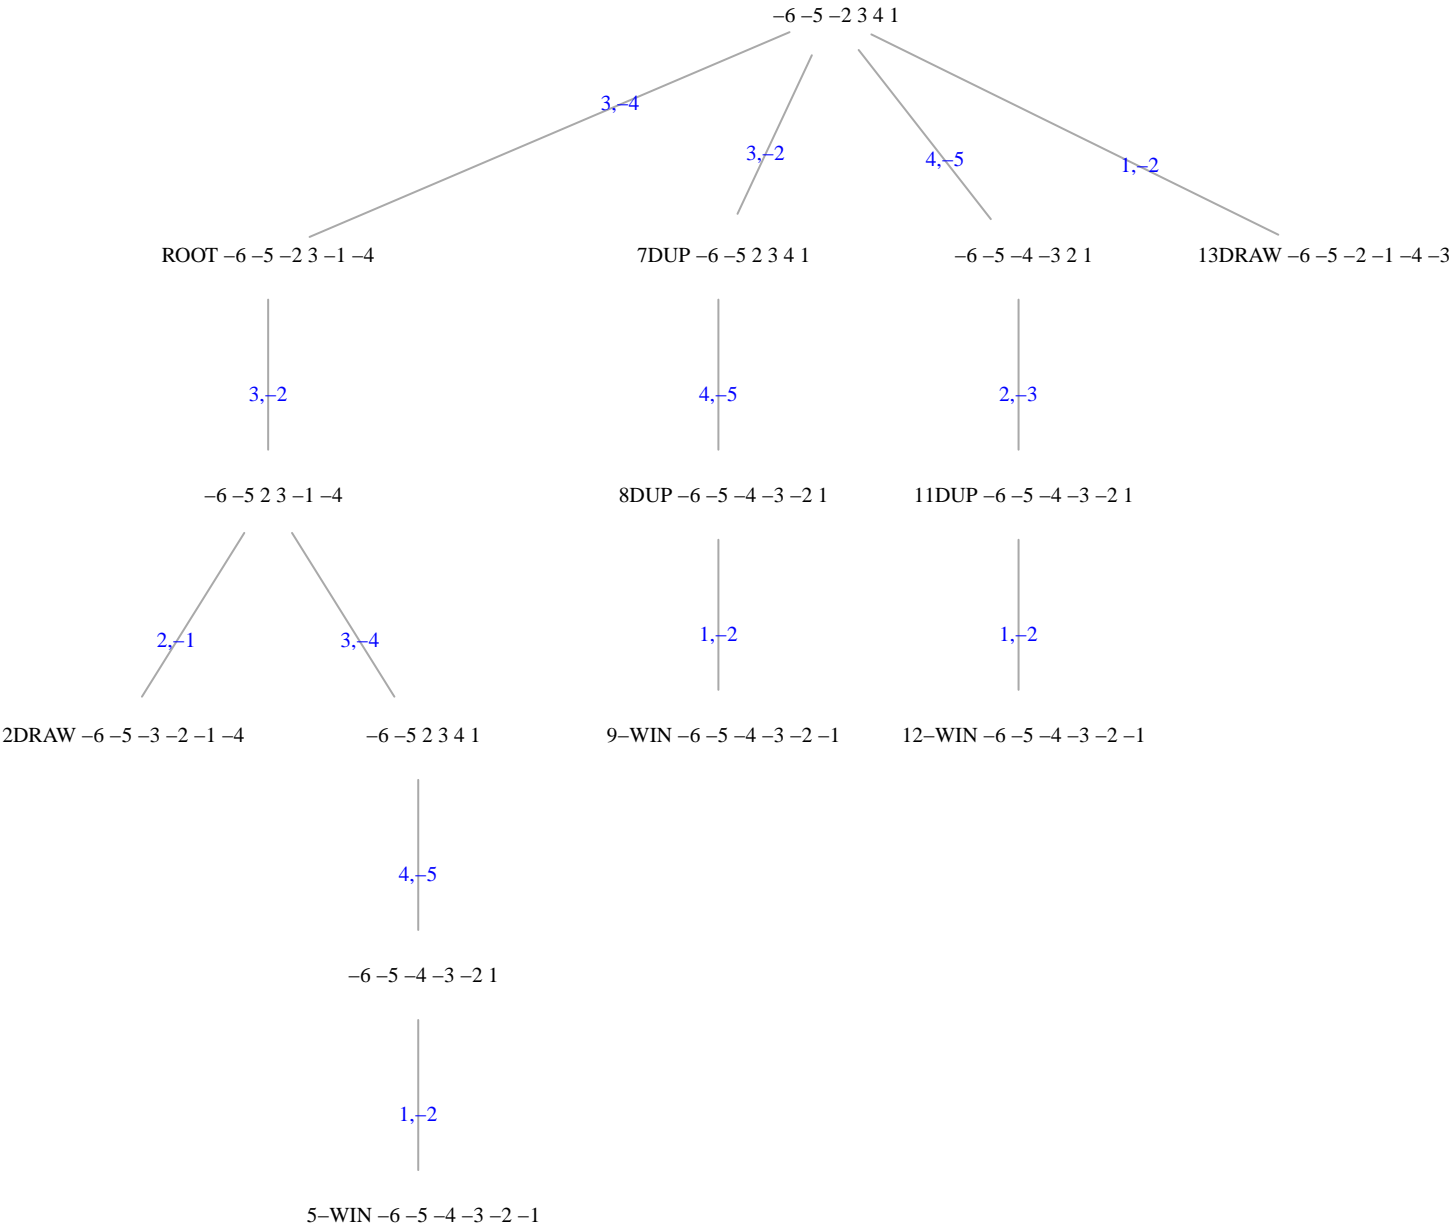 −6 −5 −2 3 4 1
3,−4
3,−2
4,−5
1,−2
ROOT −6 −5 −2 3 −1 −4
7DUP −6 −5 2 3 4 1
−6 −5 −4 −3 2 1
13DRAW −6 −5 −2 −1 −4 −3
3,−2
4,−5
2,−3
−6 −5 2 3 −1 −4
8DUP −6 −5 −4 −3 −2 1
11DUP −6 −5 −4 −3 −2 1
2,−1
3,−4
1,−2
1,−2
2DRAW −6 −5 −3 −2 −1 −4
−6 −5 2 3 4 1
9−WIN −6 −5 −4 −3 −2 −1
12−WIN −6 −5 −4 −3 −2 −1
4,−5
−6 −5 −4 −3 −2 1
1,−2
5−WIN −6 −5 −4 −3 −2 −1